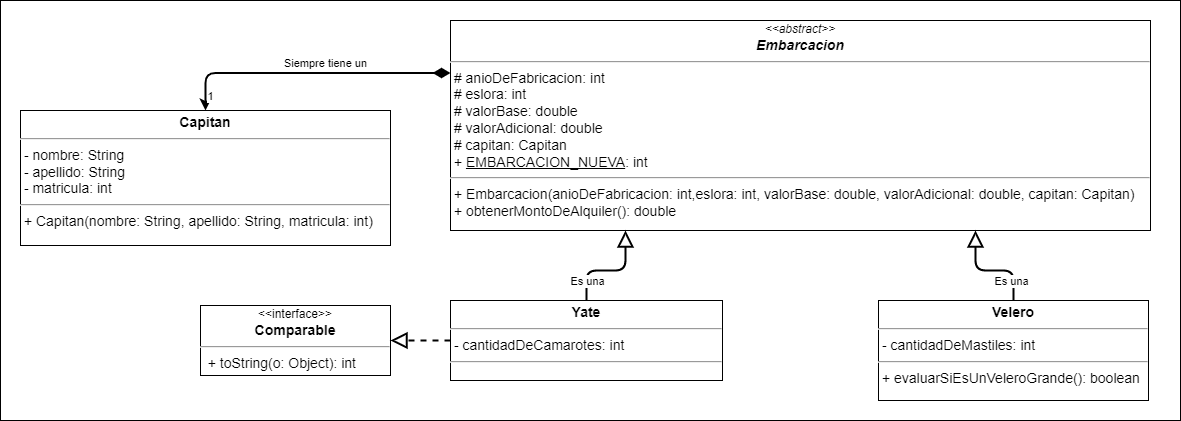 <<abstract>>
Embarcacion
# anioDeFabricacion: int
# eslora: int
# valorBase: double
# valorAdicional: double
# capitan: Capitan
+ EMBARCACION_NUEVA: int
+ Embarcacion(anioDeFabricacion: int,eslora: int, valorBase: double, valorAdicional: double, capitan: Capitan)
+ obtenerMontoDeAlquiler(): double
Siempre tiene un
1
Capitan
- nombre: String
- apellido: String
- matricula: int
+ Capitan(nombre: String, apellido: String, matricula: int)
Es una
Es una
<<interface>>
Comparable
+ toString(o: Object): int
Yate
- cantidadDeCamarotes: int
Velero
- cantidadDeMastiles: int
+ evaluarSiEsUnVeleroGrande(): boolean